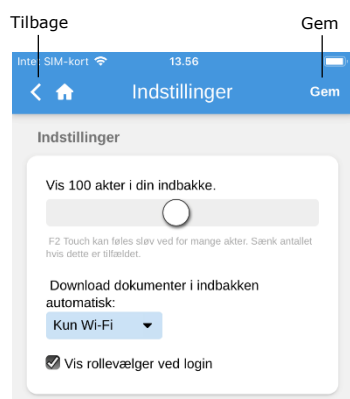 Tilbage Gem
Intet SIM-kort 13.56
Indstillinger Gem
Indstillinger
Vis 100 akter i din indbakke.
F2 Touch kan føles sløv ved for mange akter. Sænk antallet
hvis dette er tilfældet.
Download dokumenter i indbakken
automatisk:
Kun Wi-Fi
Vis rollevælger ved login